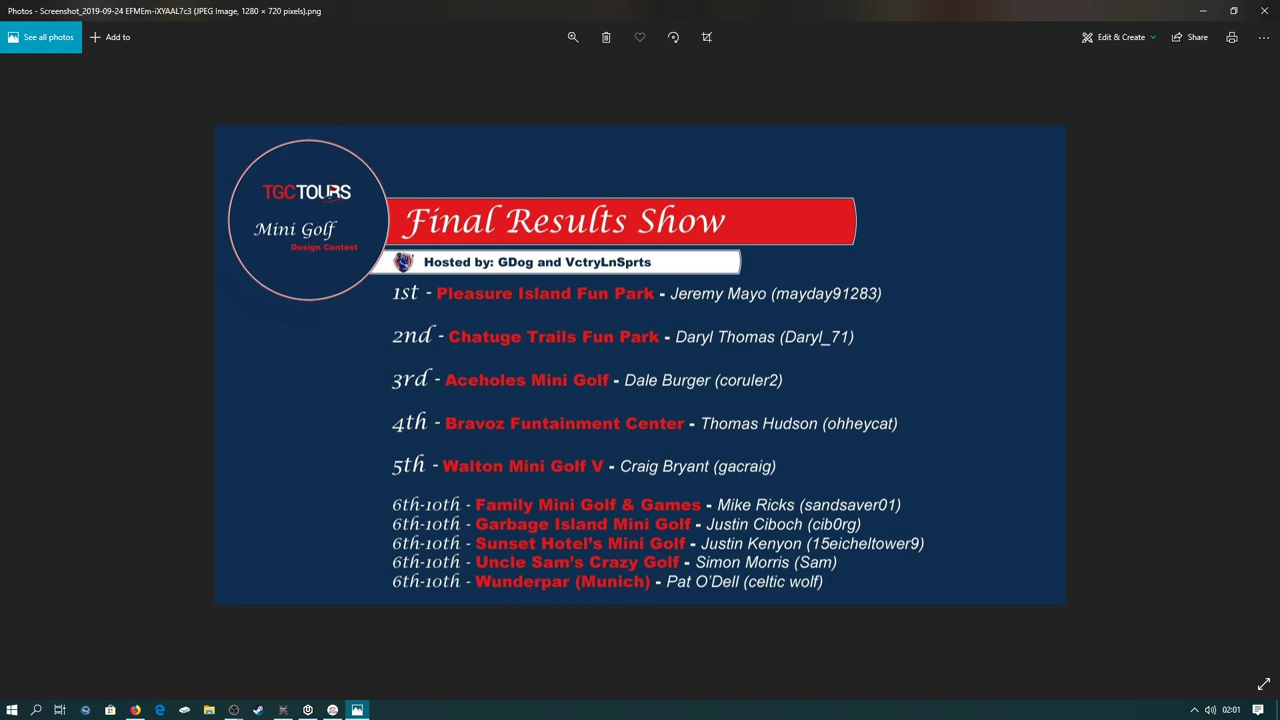 Photos - Screenshot_2019-09-24 EFMEm-iXYAAL7c3 (JPEG Image, 1280 × 720 pixels).png
See all photos
Add to
Edit & Create
Share
TGCTOURS
Mini Golf
Design Contest
Final Results Show
Hosted by: GDog and VctryLnSprts
1st - Pleasure Island Fun Park - Jeremy Mayo (mayday91283)
2nd - Chatuge Trails Fun Park - Daryl Thomas (Daryl_71)
3rd - Aceholes Mini Golf - Dale Burger (coruler2)
4th - Bravoz Funtainment Center - Thomas Hudson (ohheycat)
5th - Walton Mini Golf V - Craig Bryant (gacraig)
6th-10th - Family Mini Golf & Games - Mike Ricks (sandsaver01)
6th-10th - Garbage Island Mini Golf - Justin Ciboch (cib0rg)
6th-10th - Sunset Hotel's Mini Golf - Justin Kenyon (15eicheltower9)
6th-10th - Uncle Sam's Crazy Golf - Simon Morris (Sam)
6th-10th - Wunderpar (Munich) - Pat O'Dell (celtic wolf)
02:01